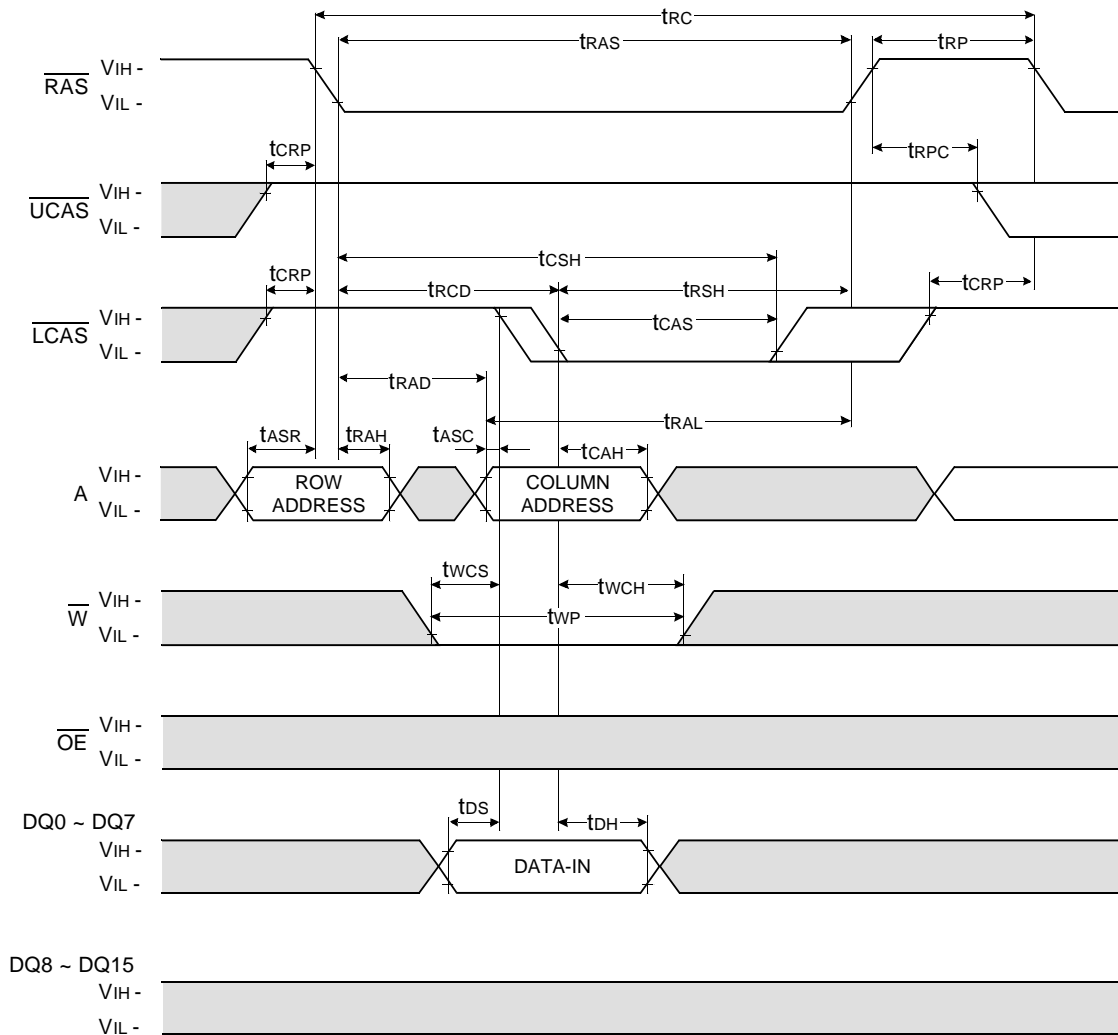 tRC
tRAS
tRP
RAS
VIH -
VIL -
tCRP
tRPC
UCAS
VIH -
VIL -
tCSH
tCRP
tRCD
tRSH
tCRP
LCAS
VIH -
VIL -
tCAS
tRAD
tRAL
tASR
tRAH
tASC
tCAH
A
VIH -
VIL -
ROW
ADDRESS
COLUMN
ADDRESS
tWCS
tWCH
W
VIH -
VIL -
tWP
OE
VIH -
VIL -
tDS
tDH
DQ0 ~ DQ7
VIH -
VIL -
DATA-IN
DQ8 ~ DQ15
VIH -
VIL -